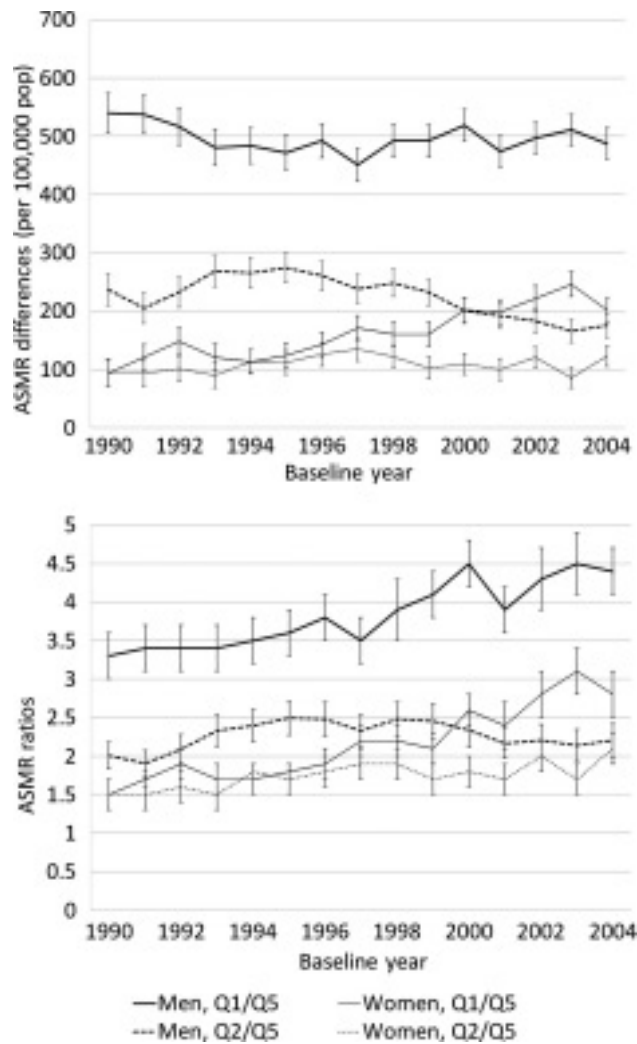 700
600
500
400
300
200
100
0
ASMR differences (per 100,000 pop)
1990 1992 1994 1996 1998 2000 2002 2004
Baseline year
5
4.5
4
3.5
3
2.5
2
1.5
1
0.5
0
ASMR ratios
1990 1992 1994 1996 1998 2000 2002 2004
Baseline year
Men, Q1/Q5 Women, Q1/Q5
Men, Q2/Q5 Women, Q2/Q5